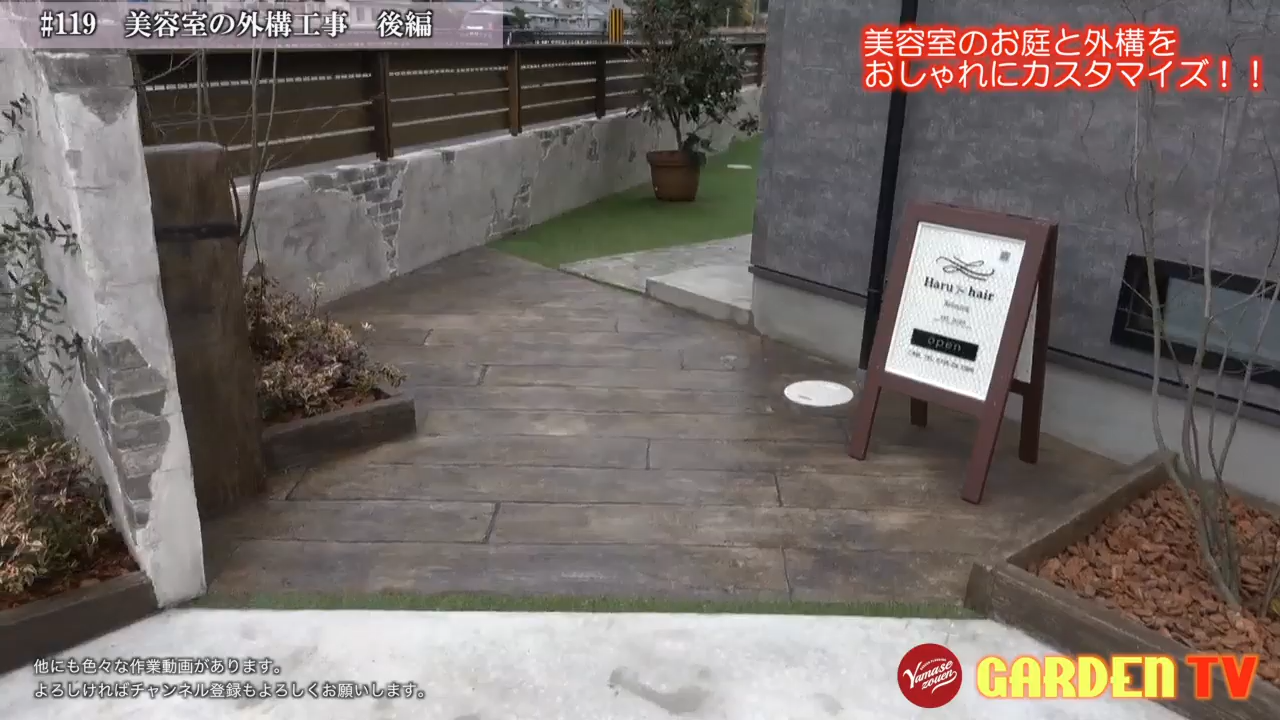 #119 美容室の外構工事 後編
美容室のお庭と外構を
おしゃれにカスタマイズ！！
Haru hair
open
他にも色々な作業動画があります。
よろしければチャンネル登録もよろしくお願いします。
Yamase
zouen
GARDEN TV